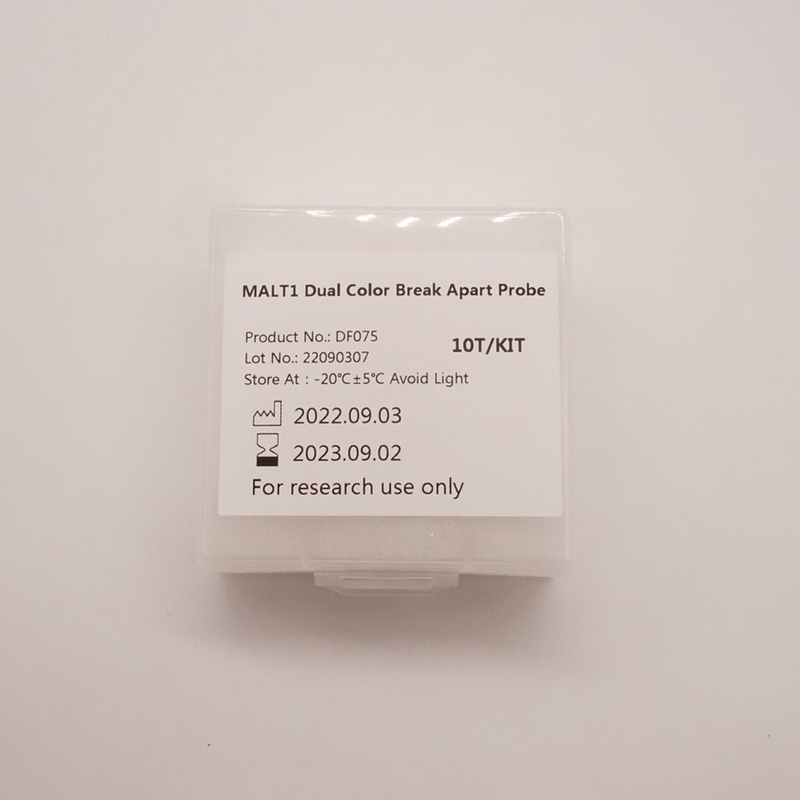 MALT1 Dual Color Break Apart Probe
Product No.: DF075
10T/KIT
Lot No.: 22090307
Store At : -20℃±5℃ Avoid Light
2022.09.03
2023.09.02
For research use only